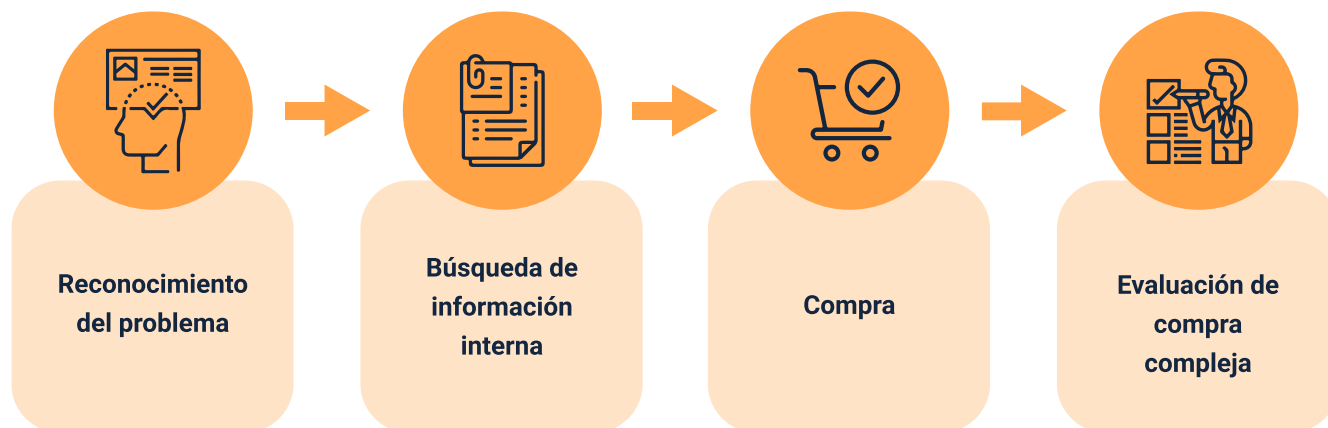 Reconocimiento
del problema
Búsqueda de
información
interna
Compra
Evaluación de
compra
compleja